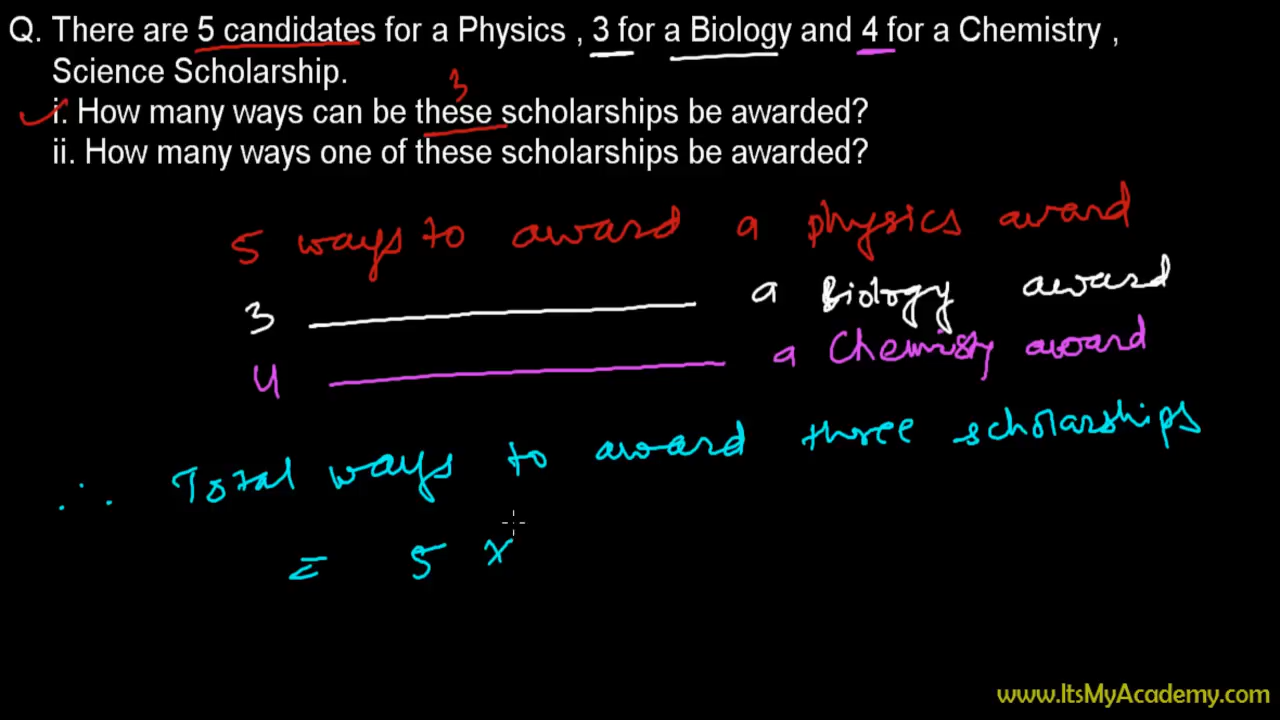 Q. There are 5 candidates for a Physics , 3 for a Biology and 4 for a Chemistry ,
Science Scholarship.
3
i. How many ways can be these scholarships be awarded?
ii. How many ways one of these scholarships be awarded?
5 ways to award a physics award
3 a Biology award
4 a Chemisty award
∴ Total ways to award three scholarships
= 5 x
www.ItsMyAcademy.com